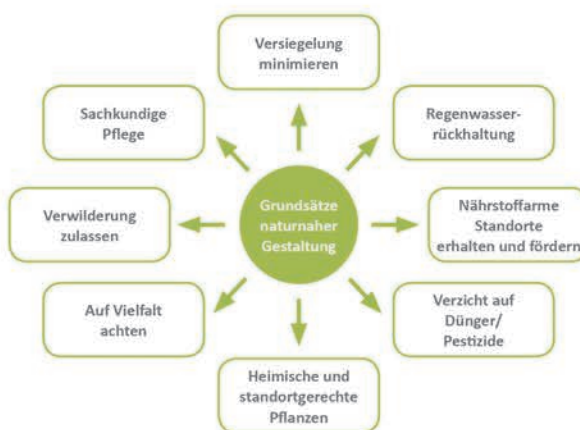 Versiegelung
minimieren
Sachkundige
Pflege
Regenwasser-
rückhaltung
Verwilderung
zulassen
Grundsätze
naturnaher
Gestaltung
Nährstoffarme
Standorte
erhalten und fördern
Auf Vielfalt
achten
Verzicht auf
Dünger/
Pestizide
Heimische und
standortgerechte
Pflanzen